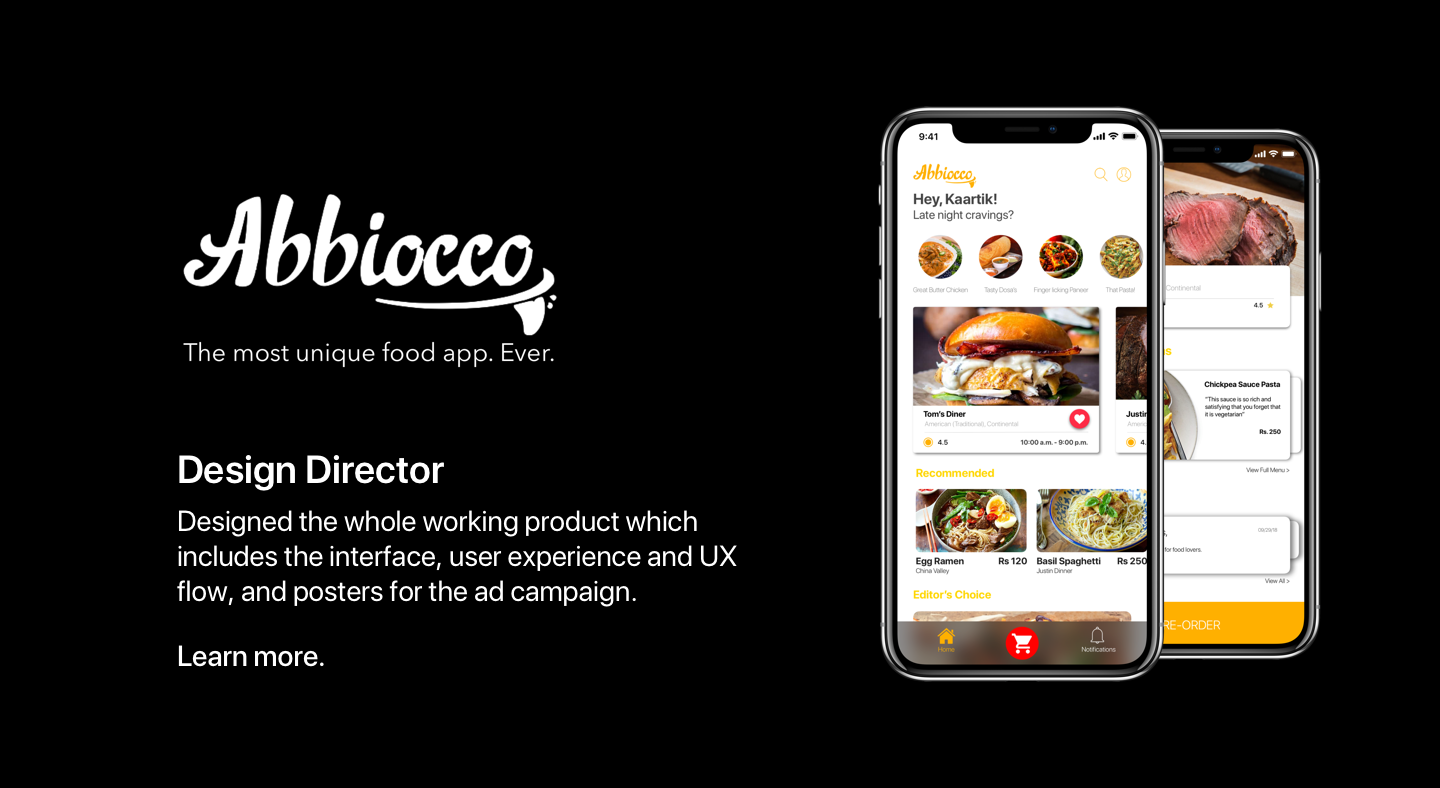 Abbiocco
The most unique food app. Ever.
Design Director
Designed the whole working product which
includes the interface, user experience and UX
flow, and posters for the ad campaign.
Learn more.
9:41
Abbiocco
Hey, Kaartik!
Late night cravings?
Great Butter Chicken
Tasty Dosa's
Finger licking Paneer
That Pasta!
Tom's Diner
American (Traditional), Continental
4.5
10:00 a.m. - 9:00 p.m.
Justin
Americ
4.
Recommended
Egg Ramen
Rs 120
China Valley
Basil Spaghetti
Rs 250
Justin Dinner
Editor's Choice
Home
Notifications
Continental
4.5
s
Chickpea Sauce Pasta
"This sauce is so rich and
satisfying that you forget that
it is vegetarian"
Rs. 250
View Full Menu >
09/29/18
s,
for food lovers.
View All >
RE-ORDER